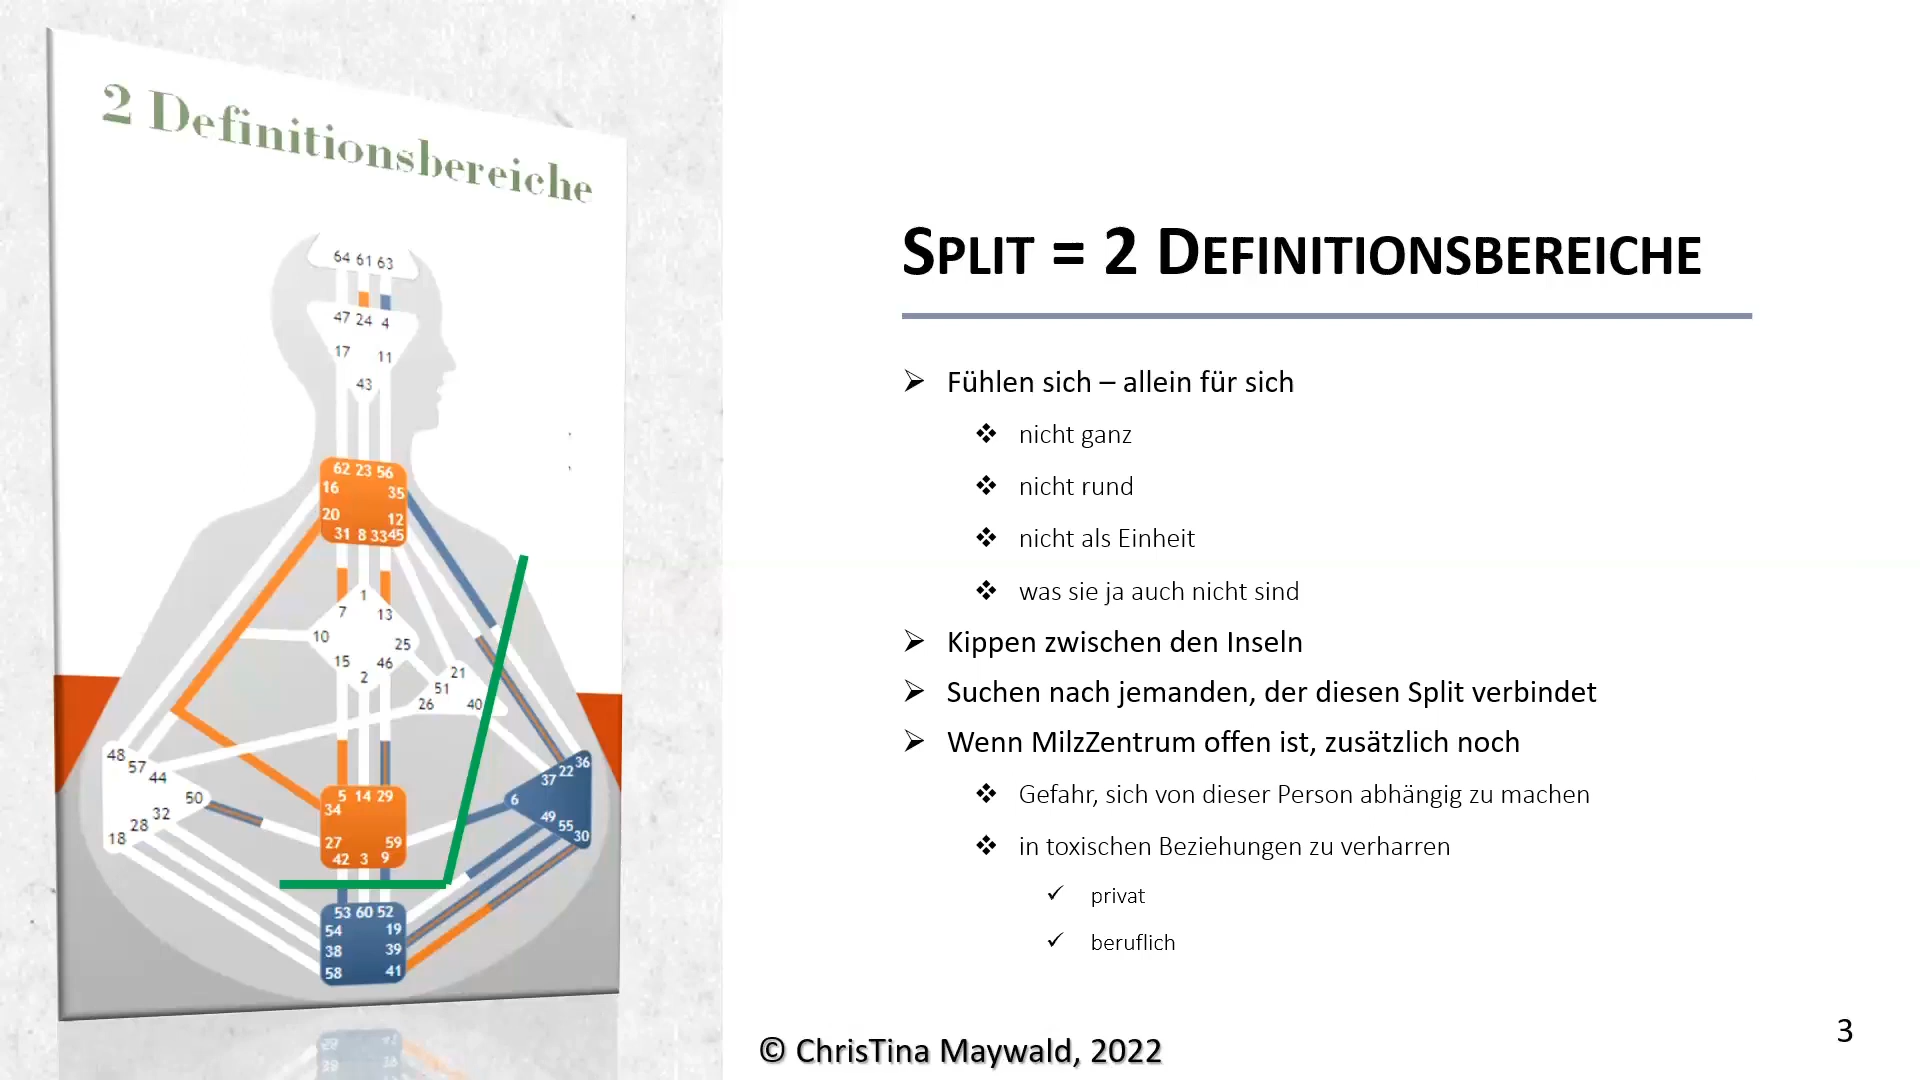 2 Definitionsbereiche
64 61 63
47 24 4
17 11
43
62 23 56
16 35
20 12
31 8 33 45
1
7 13
10 25
15 46
2
21
51
26 40
48
57
44
50
32
28
18
36
22
37
6
49
55
30
5 14 29
34
27 59
42 3 9
53 60 52
54 19
38 39
58 41
SPLIT = 2 DEFINITIONSBEREICHE
➢ Fühlen sich – allein für sich
❖ nicht ganz
❖ nicht rund
❖ nicht als Einheit
❖ was sie ja auch nicht sind
➢ Kippen zwischen den Inseln
➢ Suchen nach jemanden, der diesen Split verbindet
➢ Wenn MilzZentrum offen ist, zusätzlich noch
❖ Gefahr, sich von dieser Person abhängig zu machen
❖ in toxischen Beziehungen zu verharren
✓ privat
✓ beruflich
© ChrisTina Maywald, 2022
3